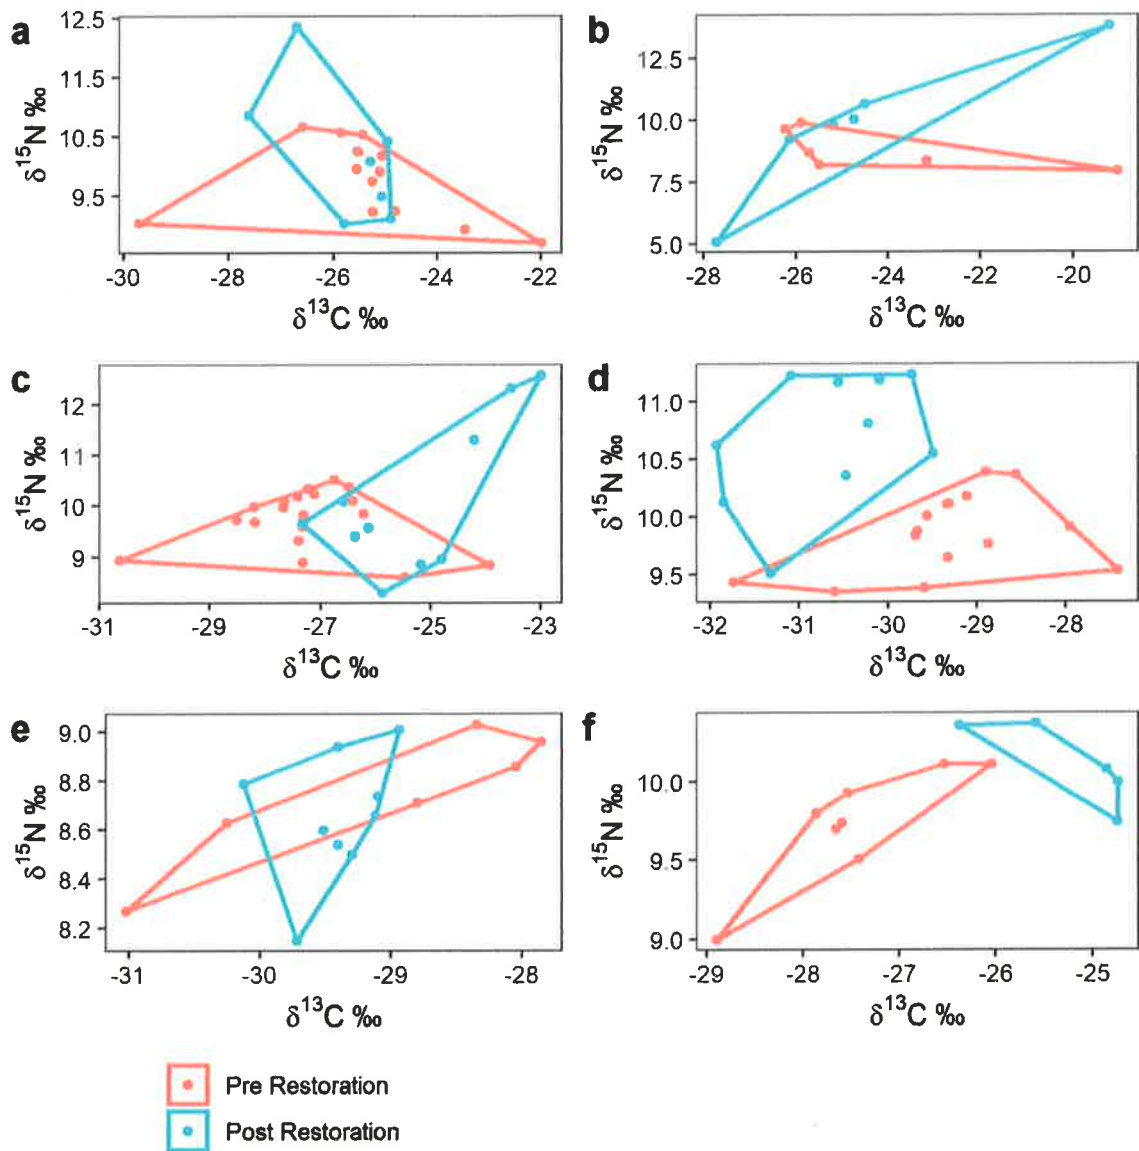 a
12.5
11.5
10.5
9.5
δ15N ‰
-30 -28 -26 -24 -22
δ13C ‰
b
12.5
10.0
7.5
5.0
δ15N ‰
-28 -26 -24 -22 -20
δ13C ‰
c
12
11
10
9
δ15N ‰
-31 -29 -27 -25 -23
δ13C ‰
d
11.0
10.5
10.0
9.5
δ15N ‰
-32 -31 -30 -29 -28
δ13C ‰
e
9.0
8.8
8.6
8.4
8.2
δ15N ‰
-31 -30 -29 -28
δ13C ‰
f
10.0
9.5
9.0
δ15N ‰
-29 -28 -27 -26 -25
δ13C ‰
Pre Restoration
Post Restoration